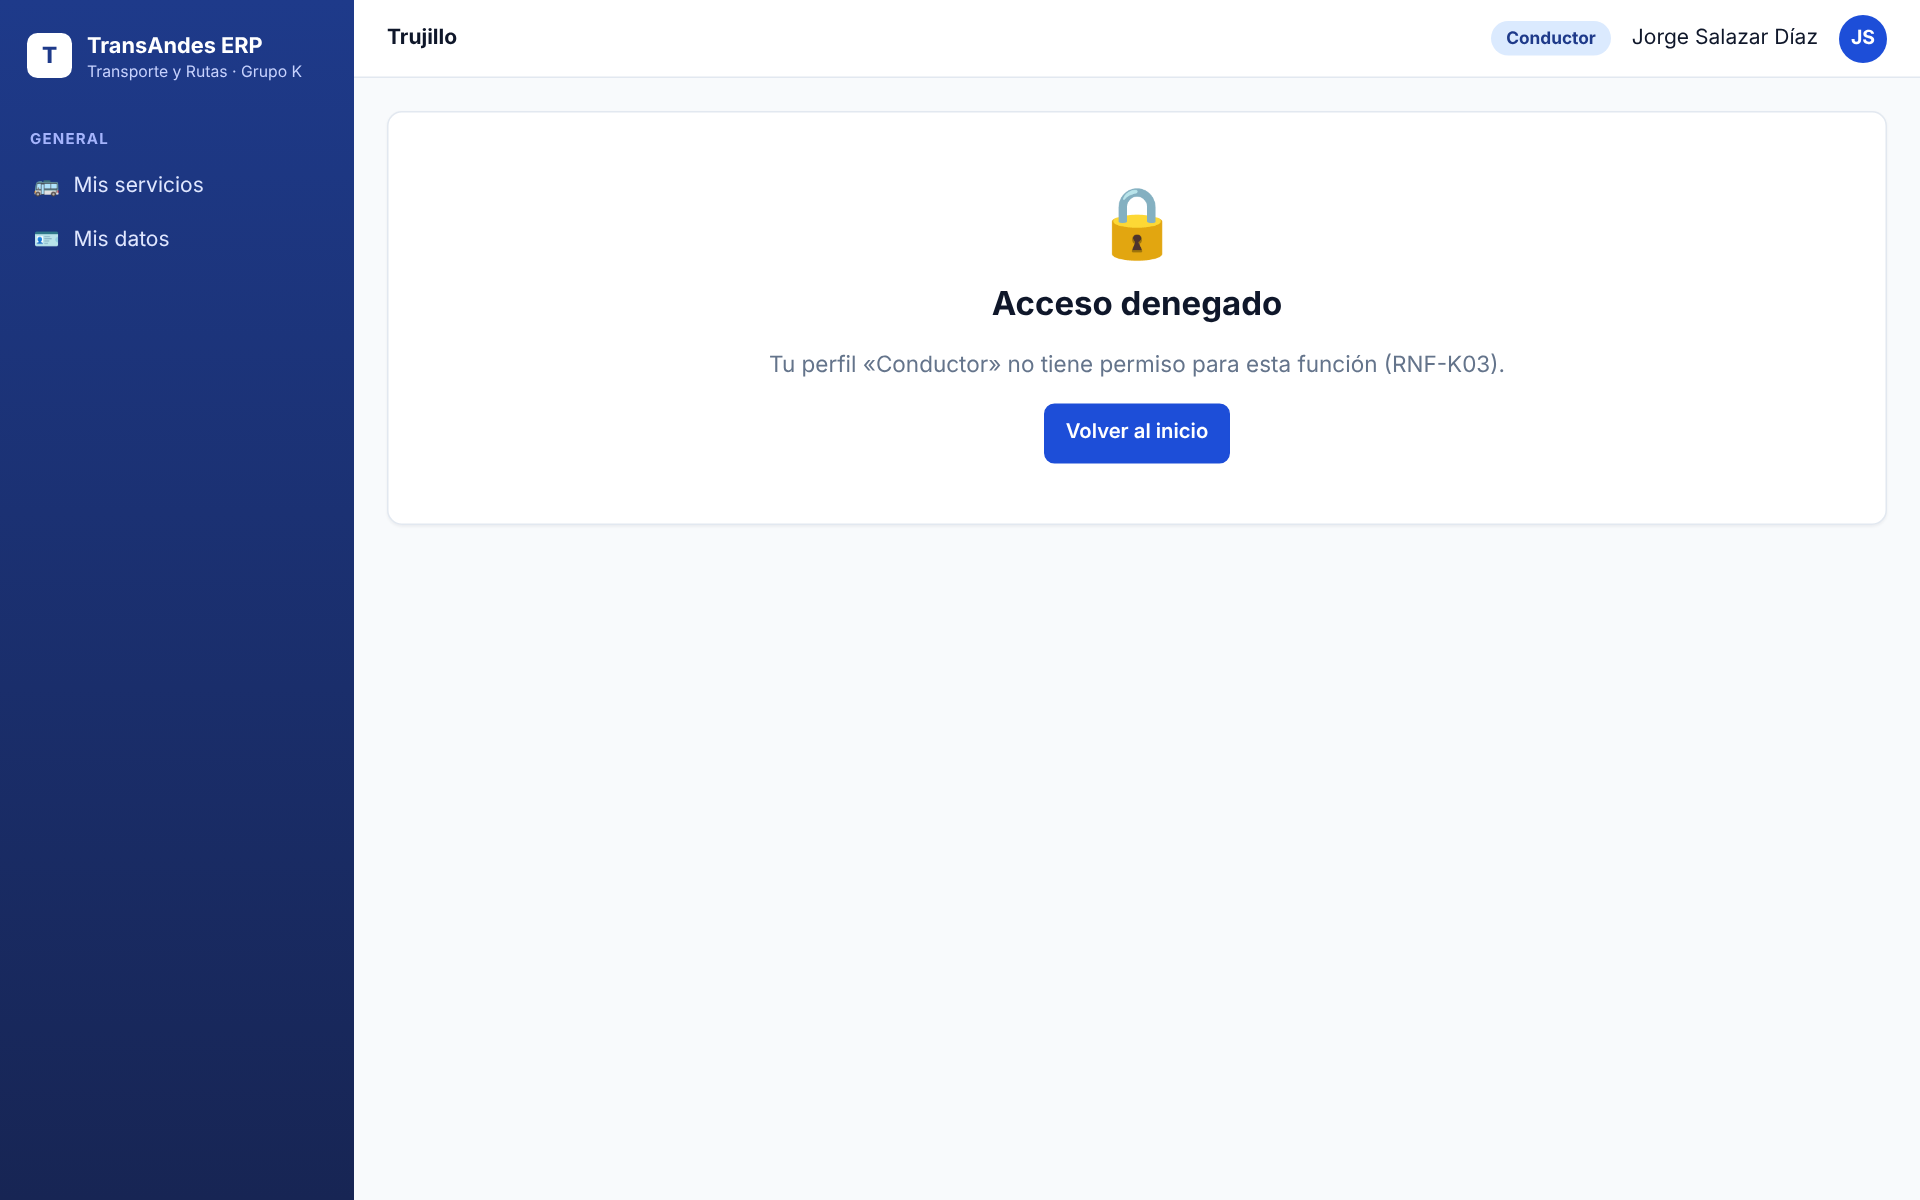 T
TransAndes ERP
Transporte y Rutas · Grupo K
GENERAL
Mis servicios
Mis datos
Trujillo
Conductor
Jorge Salazar Díaz
JS
Acceso denegado
Tu perfil «Conductor» no tiene permiso para esta función (RNF-K03).
Volver al inicio